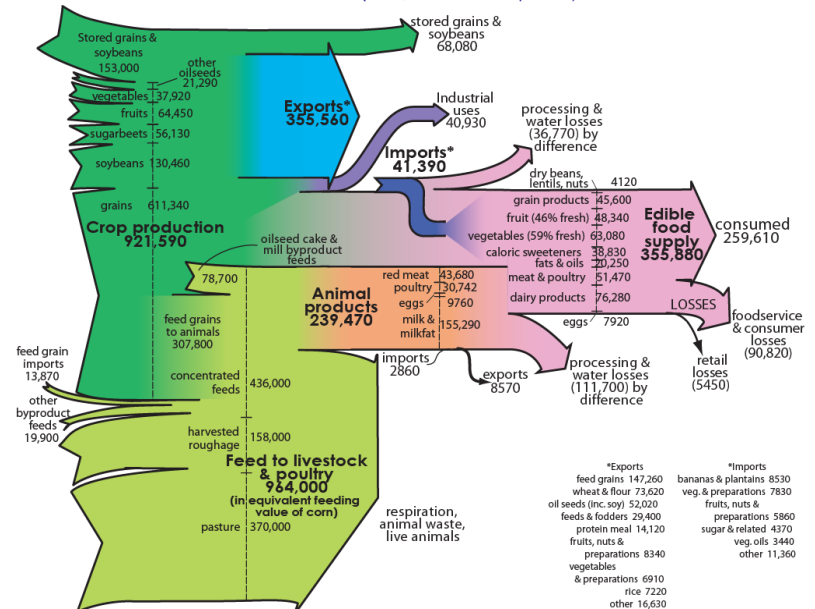 stored grains &
soybeans
68,080
Stored grains &
soybeans
153,000
other
oilseeds
21,290
vegetables 37,920
fruits 64,450
sugarbeets 56,130
soybeans 130,460
grains 611,340
Crop production
921,590
Exports*
355,560
Industrial
uses
40,930
Imports*
41,390
processing &
water losses
(36,770) by
difference
dry beans,
lentils, nuts 4120
grain products 45,600
fruit (46% fresh) 48,340
vegetables (59% fresh) 63,080
caloric sweeteners 38,830
fats & oils 20,250
meat & poultry 51,470
dairy products 76,280
eggs 7920
Edible
food
supply
355,880
consumed
259,610
LOSSES
foodservice
& consumer
losses
(90,820)
retail
losses
(5450)
oilseed cake &
mill byproduct
feeds
78,700
Animal
products
239,470
red meat 43,680
poultry 30,742
eggs 9760
milk &
milkfat 155,290
imports
2860
exports
8570
processing &
water losses
(111,700) by
difference
feed grains
to animals
307,800
feed grain
imports
13,870
other
byproduct
feeds
19,900
concentrated
feeds 436,000
harvested
roughage 158,000
Feed to livestock
& poultry
964,000
(in equivalent feeding
value of corn)
pasture 370,000
respiration,
animal waste,
live animals
*Exports
feed grains 147,260
wheat & flour 73,620
oil seeds (inc. soy) 52,020
feeds & fodders 29,400
protein meal 14,120
fruits, nuts &
preparations 8340
vegetables
& preparations 6910
rice 7220
other 16,630
*Imports
bananas & plantains 8530
veg. & preparations 7830
fruits, nuts &
preparations 5860
sugar & related 4370
veg. oils 3440
other 11,360